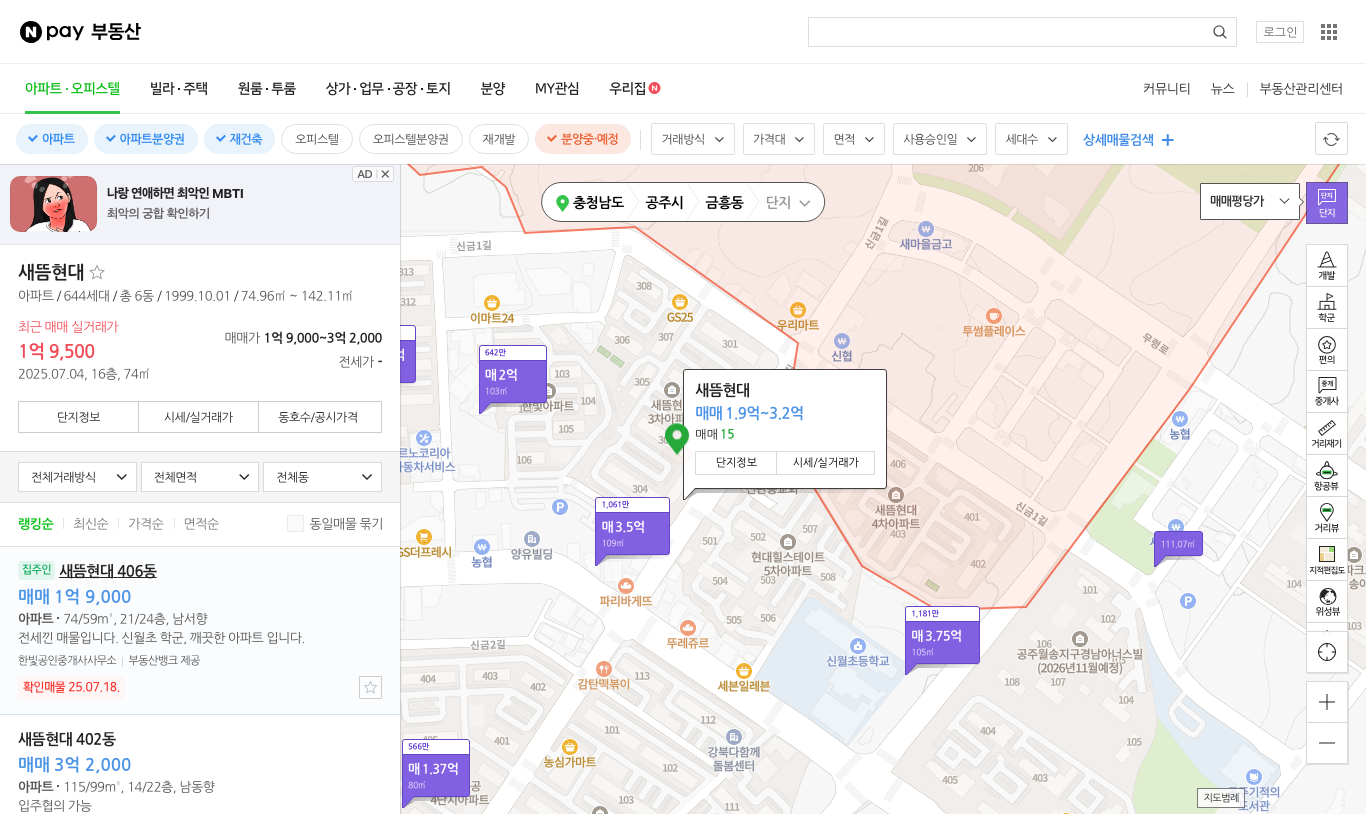 N pay 부동산
로그인
아파트·오피스텔
빌라·주택
원룸·투룸
상가·업무·공장·토지
분양
MY관심
우리집 N
커뮤니티
뉴스
부동산관리센터
아파트
아파트분양권
재건축
오피스텔
오피스텔분양권
재개발
분양중·예정
거래방식
가격대
면적
사용승인일
세대수
상세매물검색
나랑 연애하면 최악인 MBTI
최악의 궁합 확인하기
AD
새뜸현대
아파트 / 644세대 / 총 6동 / 1999.10.01 / 74.96㎡ ~ 142.11㎡
최근 매매 실거래가
1억 9,500
2025.07.04, 16층, 74㎡
매매가 1억 9,000~3억 2,000
전세가 -
단지정보
시세/실거래가
동호수/공시가격
전체거래방식
전체면적
전체동
랭킹순
최신순
가격순
면적순
동일매물 묶기
집주인 새뜸현대 406동
매매 1억 9,000
아파트 · 74/59m², 21/24층, 남서향
전세낀 매물입니다. 신월초 학군, 깨끗한 아파트 입니다.
한빛공인중개사사무소
부동산뱅크 제공
확인매물 25.07.18.
새뜸현대 402동
매매 3억 2,000
아파트 · 115/99m², 14/22층, 남동향
입주협의 가능
충청남도
공주시
금흥동
단지
매매평당가
단지
단지
개발
학군
편의
중개
중개사
거리재기
항공뷰
거리뷰
지적편집도
위성뷰
지도범례
신금1길
313
312
이마트24
308
GS25
305
306
307
301
304
우리마트
신협
새마을금고
신금1길
투썸플레이스
무령로
농협
642만
매 2억
103㎡
103
104
한빛아파트
105
106
새뜸현대
매매 1.9억~3.2억
매매 15
단지정보
시세/실거래가
406
새뜸현대
4차아파트
402
401
신금1길
1,061만
매 3.5억
109㎡
P
양유빌딩
농협
GS더프레시
501
502
503
504
505
507
현대힐스테이트
5차아파트
파리바게뜨
뚜레쥬르
감탄떡볶이
세븐일레븐
신금2길
신월초등학교
1,181만
매 3.75억
105㎡
111.07㎡
P
공주월송지구경남아너스빌
(2026년11월예정)
108
107
104
404
403
105
402
405
401
404
403
402
401
405
112
111
110
102
101
농심가마트
강북다함께
돌봄센터
566만
매 1.37억
80㎡
4단지아파트